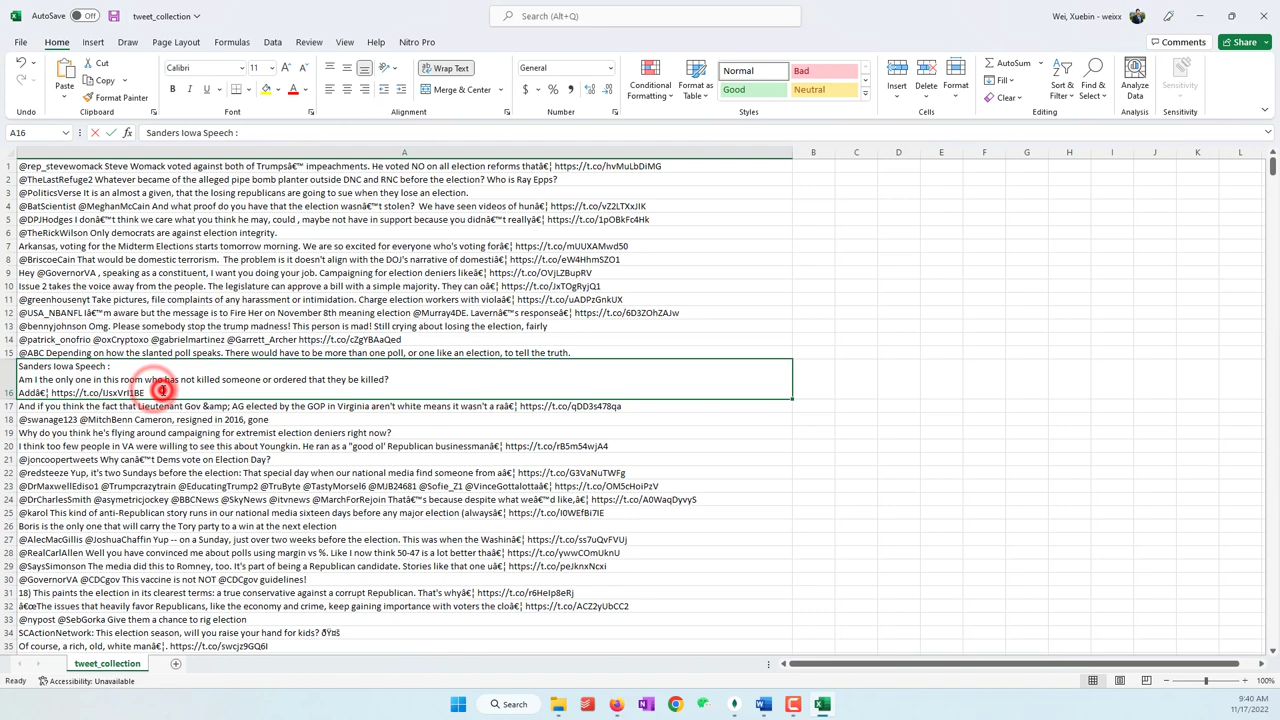 AutoSave Off tweet_collection Search (Alt+Q) Wei, Xuebin - weixx
File Home Insert Draw Page Layout Formulas Data Review View Help Nitro Pro Comments Share
Cut
Copy
Format Painter
Paste
Calibri 11
Wrap Text
Merge & Center
General
Conditional Formatting
Format as Table
Normal Bad
Good Neutral
Insert Delete Format
AutoSum
Fill
Clear
Sort & Filter
Find & Select
Analyze Data
Sensitivity
Undo Clipboard Font Alignment Number Styles Cells Editing Analysis Sensitivity
A16 Sanders Iowa Speech :
A B C D E F G H I J K L
1 @rep_stevewomack Steve Womack voted against both of Trumpsâ€™ impeachments. He voted NO on all election reforms thatâ€¦ https://t.co/hvMuLbDiMG
2 @TheLastRefuge2 Whatever became of the alleged pipe bomb planter outside DNC and RNC before the election? Who is Ray Epps?
3 @PoliticsVerse It is an almost a given, that the losing republicans are going to sue when they lose an election.
4 @BatScientist @MeghanMcCain And what proof do you have that the election wasnâ€™t stolen?  We have seen videos of hunâ€¦ https://t.co/vZ2LTXxJIK
5 @DPJHodges I donâ€™t think we care what you think he may, could , maybe not have in support because you didnâ€™t reallyâ€¦ https://t.co/1pOBkFc4Hk
6 @TheRickWilson Only democrats are against election integrity.
7 Arkansas, voting for the Midterm Elections starts tomorrow morning. We are so excited for everyone who's voting forâ€¦ https://t.co/mUUXAMwd50
8 @BriscoeCain That would be domestic terrorism.  The problem is it doesn't align with the DOJ's narrative of domestiâ€¦ https://t.co/eW4HhmSZO1
9 Hey @GovernorVA , speaking as a constituent, I want you doing your job. Campaigning for election deniers likeâ€¦ https://t.co/OVjLZBupRV
10 Issue 2 takes the voice away from the people. The legislature can approve a bill with a simple majority. They can oâ€¦ https://t.co/JxTOgRyjQ1
11 @greenhousenyt Take pictures, file complaints of any harassment or intimidation. Charge election workers with violaâ€¦ https://t.co/uADPzGnkUX
12 @USA_NBANFL Iâ€™m aware but the message is to Fire Her on November 8th meaning election @Murray4DE. Lavernâ€™s responseâ€¦ https://t.co/6D3ZOhZAJw
13 @bennyjohnson Omg. Please somebody stop the trump madness! This person is mad! Still crying about losing the election, fairly
14 @patrick_onofrio @oxCryptoxo @gabrielmartinez @Garrett_Archer https://t.co/cZgYBAaQed
15 @ABC Depending on how the slanted poll speaks. There would have to be more than one poll, or one like an election, to tell the truth.
Sanders Iowa Speech :
Am I the only one in this room who has not killed someone or ordered that they be killed?
16 Addâ€¦ https://t.co/IJsxVrI1BE
17 And if you think the fact that Lieutenant Gov &amp; AG elected by the GOP in Virginia aren't white means it wasn't a raâ€¦ https://t.co/qDD3s478qa
18 @swanage123 @MitchBenn Cameron, resigned in 2016, gone
19 Why do you think he's flying around campaigning for extremist election deniers right now?
20 I think too few people in VA were willing to see this about Youngkin. He ran as a "good ol' Republican businessmanâ€¦ https://t.co/rB5m54wjA4
21 @joncoopertweets Why canâ€™t Dems vote on Election Day?
22 @redsteeze Yup, it's two Sundays before the election: That special day when our national media find someone from aâ€¦ https://t.co/G3VaNuTWFg
23 @DrMaxwellEdiso1 @Trumpcrazytrain @EducatingTrump2 @TruByte @TastyMorsel6 @MJB24681 @Sofie_Z1 @VinceGottalottaâ€¦ https://t.co/OM5cHoiPzV
24 @DrCharlesSmith @asymetricjockey @BBCNews @SkyNews @itvnews @MarchForRejoin Thatâ€™s because despite what weâ€™d like,â€¦ https://t.co/A0WaqDyvyS
25 @karol This kind of anti-Republican story runs in our national media sixteen days before any major election (alwaysâ€¦ https://t.co/I0WEfBi7IE
26 Boris is the only one that will carry the Tory party to a win at the next election
27 @AlecMacGillis @JoshuaChaffin Yup -- on a Sunday, just over two weeks before the election. This was when the Washinâ€¦ https://t.co/ss7uQvFVrj
28 @RealCarlAllen Well you have convinced me about polls using margin vs %. Like I now think 50-47 is a lot better thaâ€¦ https://t.co/ywwCOmUknU
29 @SaysSimonson The media did this to Romney, too. It's part of being a Republican candidate. Stories like that one uâ€¦ https://t.co/peJknxNcxi
30 @GovernorVA @CDCgov This vaccine is not NOT @CDCgov guidelines!
31 18) This paints the election in its clearest terms: a true conservative against a corrupt Republican. That's whyâ€¦ https://t.co/r6HeIp8eRj
32 â€œThe issues that heavily favor Republicans, like the economy and crime, keep gaining importance with voters the cloâ€¦ https://t.co/ACZ2yUbCC2
33 @nypost @SebGorka Give them a chance to rig election
34 SCActionNetwork: This election season, will you raise your hand for kids? ðŸ¤š
35 Of course, a rich, old, white manâ€¦. https://t.co/swcjz9GQ6I
tweet_collection
Ready Accessibility: Unavailable 100%
Search
9:40 AM
11/17/2022